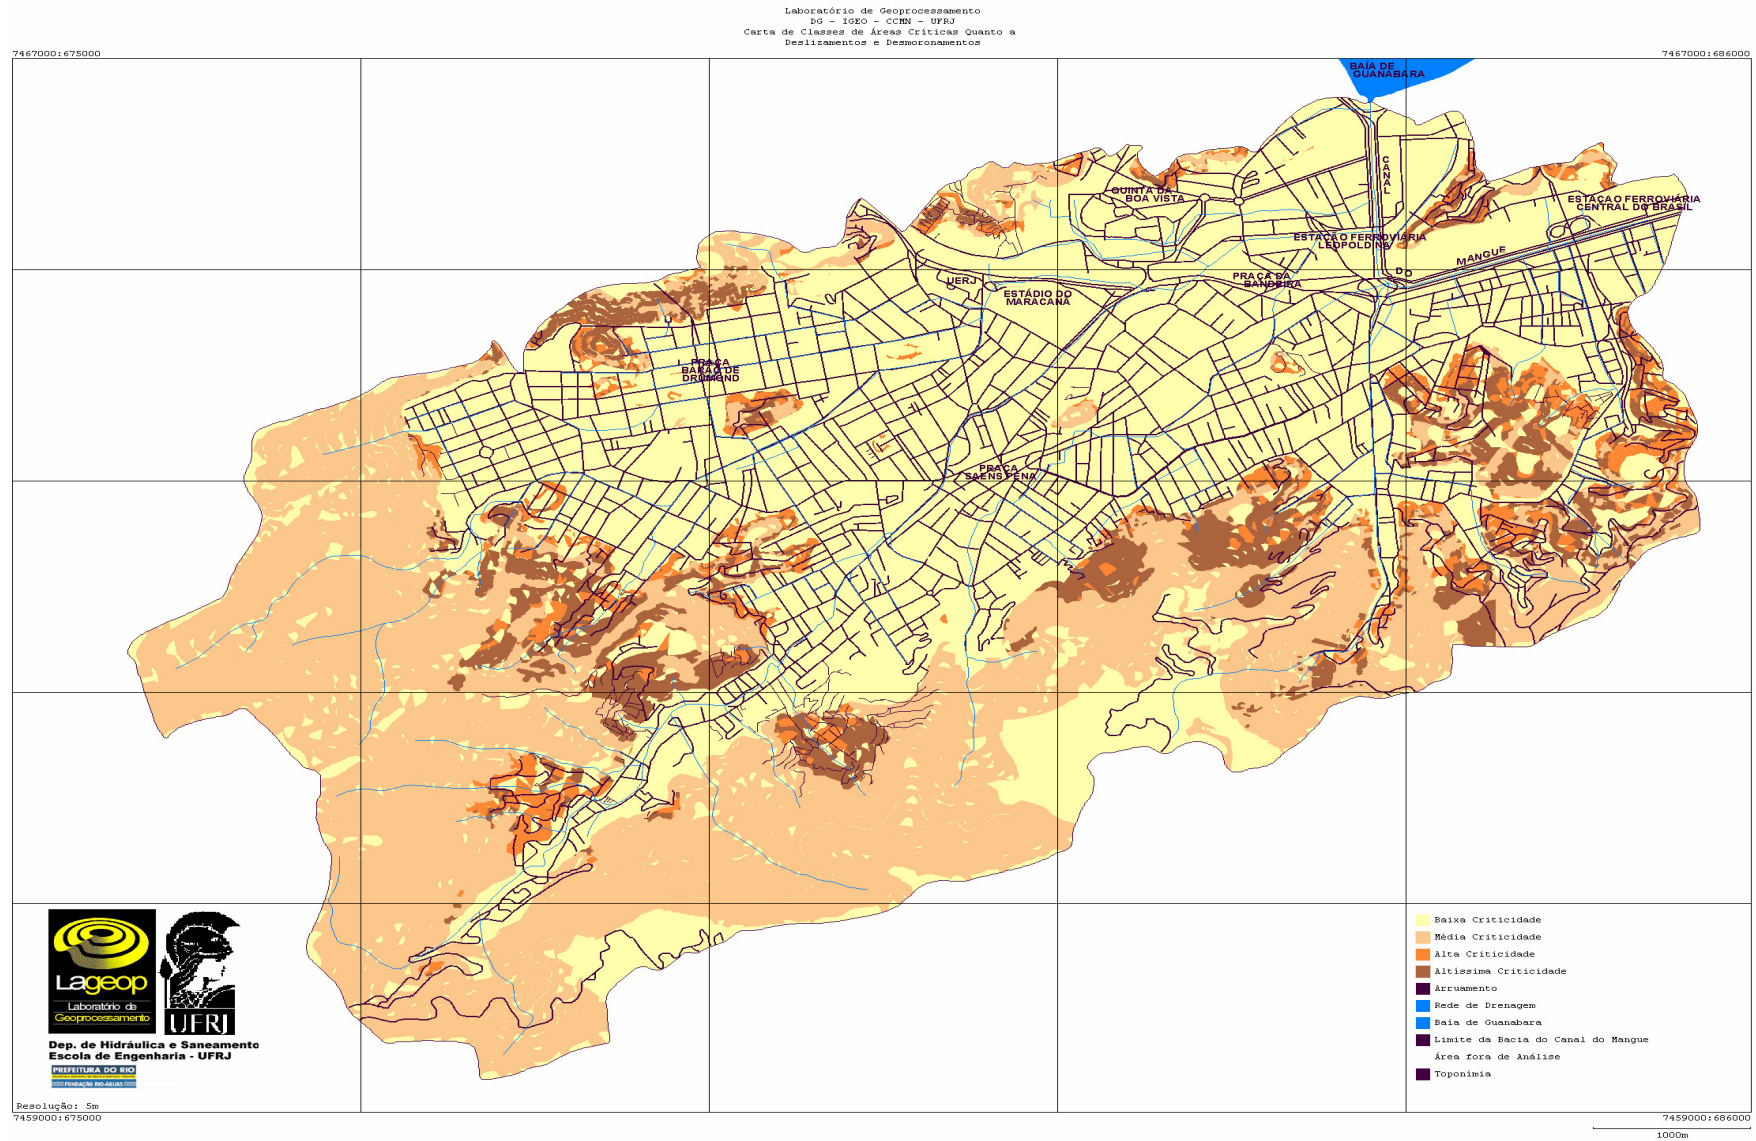 Laboratório de Geoprocessamento
DG - IGEO - CCMN - UFRJ
Carta de Classes de Áreas Críticas Quanto a
Deslizamentos e Desmoronamentos
7467000:675000
7467000:686000
BAÍA DE
GUANABARA
CANAL
QUINTA DA
BOA VISTA
ESTAÇÃO FERROVIÁRIA
CENTRAL DO BRASIL
ESTAÇÃO FERROVIÁRIA
LEOPOLDINA
MANGUE
DO
UERJ
PRAÇA DA
BANDEIRA
ESTÁDIO DO
MARACANÃ
PRAÇA
BARÃO DE
DRUMOND
PRAÇA
SAENS PENA
Baixa Criticidade
Média Criticidade
Alta Criticidade
Altíssima Criticidade
Arruamento
Rede de Drenagem
Baía de Guanabara
Limite da Bacia do Canal do Mangue
Área fora de Análise
Toponímia
Lageop
Laboratório de
Geoprocessamento
UFRJ
Dep. de Hidráulica e Saneamento
Escola de Engenharia - UFRJ
PREFEITURA DO RIO
FUNDAÇÃO RIO-ÁGUAS
Resolução: 5m
7459000:675000
7459000:686000
1000m